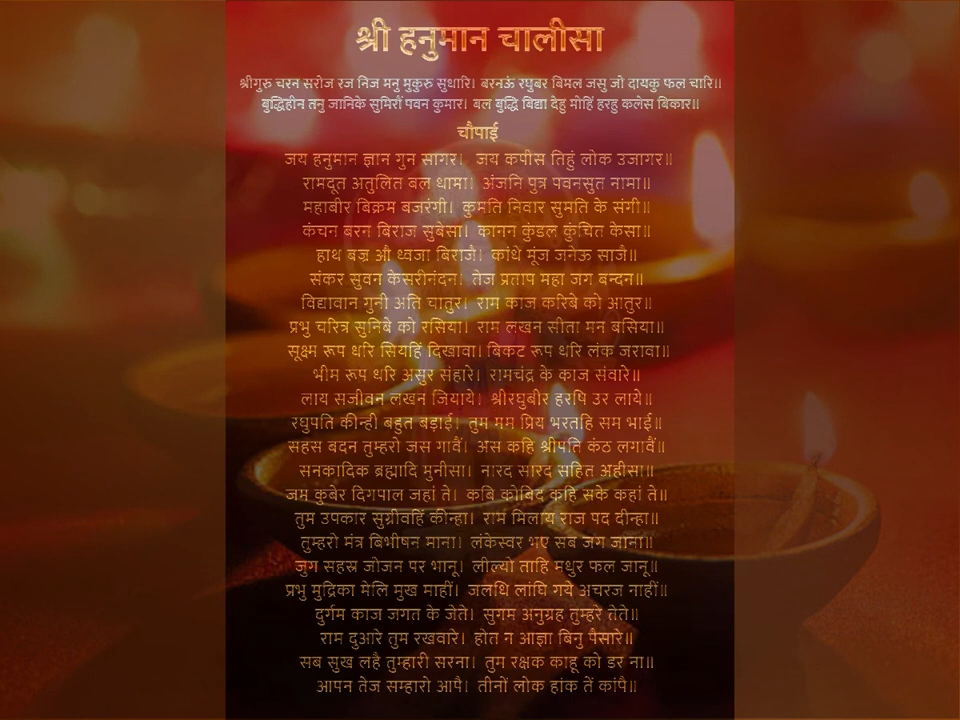 श्री हनुमान चालीसा
श्रीगुरु चरन सरोज रज निज मनु मुकुरु सुधारि। बरनऊं रघुबर बिमल जसु जो दायकु फल चारि।।
बुद्धिहीन तनु जानिके सुमिरौं पवन कुमार। बल बुद्धि बिद्या देहु मोहिं हरहु कलेस बिकार॥
चौपाई
जय हनुमान ज्ञान गुन सागर। जय कपीस तिहुं लोक उजागर॥
रामदूत अतुलित बल धामा। अंजनि पुत्र पवनसुत नामा॥
महाबीर बिक्रम बजरंगी। कुमति निवार सुमति के संगी॥
कंचन बरन बिराज सुबेसा। कानन कुंडल कुंचित केसा॥
हाथ बज्र औ ध्वजा बिराजै। कांधे मूंज जनेऊ साजै॥
संकर सुवन केसरीनंदन। तेज प्रताप महा जग बन्दन॥
विद्यावान गुनी अति चातुर। राम काज करिबे को आतुर॥
प्रभु चरित्र सुनिबे को रसिया। राम लखन सीता मन बसिया॥
सूक्ष्म रूप धरि सियहिं दिखावा। बिकट रूप धरि लंक जरावा॥
भीम रूप धरि असुर संहारे। रामचंद्र के काज संवारे॥
लाय सजीवन लखन जियाये। श्रीरघुबीर हरषि उर लाये॥
रघुपति कीन्ही बहुत बड़ाई। तुम मम प्रिय भरतहि सम भाई॥
सहस बदन तुम्हरो जस गावैं। अस कहि श्रीपति कंठ लगावैं॥
सनकादिक ब्रह्मादि मुनीसा। नारद सारद सहित अहीसा॥
जम कुबेर दिगपाल जहां ते। कबि कोबिद कहि सके कहां ते॥
तुम उपकार सुग्रीवहिं कीन्हा। राम मिलाय राज पद दीन्हा॥
तुम्हरो मंत्र बिभीषन माना। लंकेस्वर भए सब जग जाना॥
जुग सहस्र जोजन पर भानू। लील्यो ताहि मधुर फल जानू॥
प्रभु मुद्रिका मेलि मुख माहीं। जलधि लांघि गये अचरज नाहीं॥
दुर्गम काज जगत के जेते। सुगम अनुग्रह तुम्हरे तेते॥
राम दुआरे तुम रखवारे। होत न आज्ञा बिनु पैसारे॥
सब सुख लहै तुम्हारी सरना। तुम रक्षक काहू को डर ना॥
आपन तेज सम्हारो आपै। तीनों लोक हांक तें कांपै॥